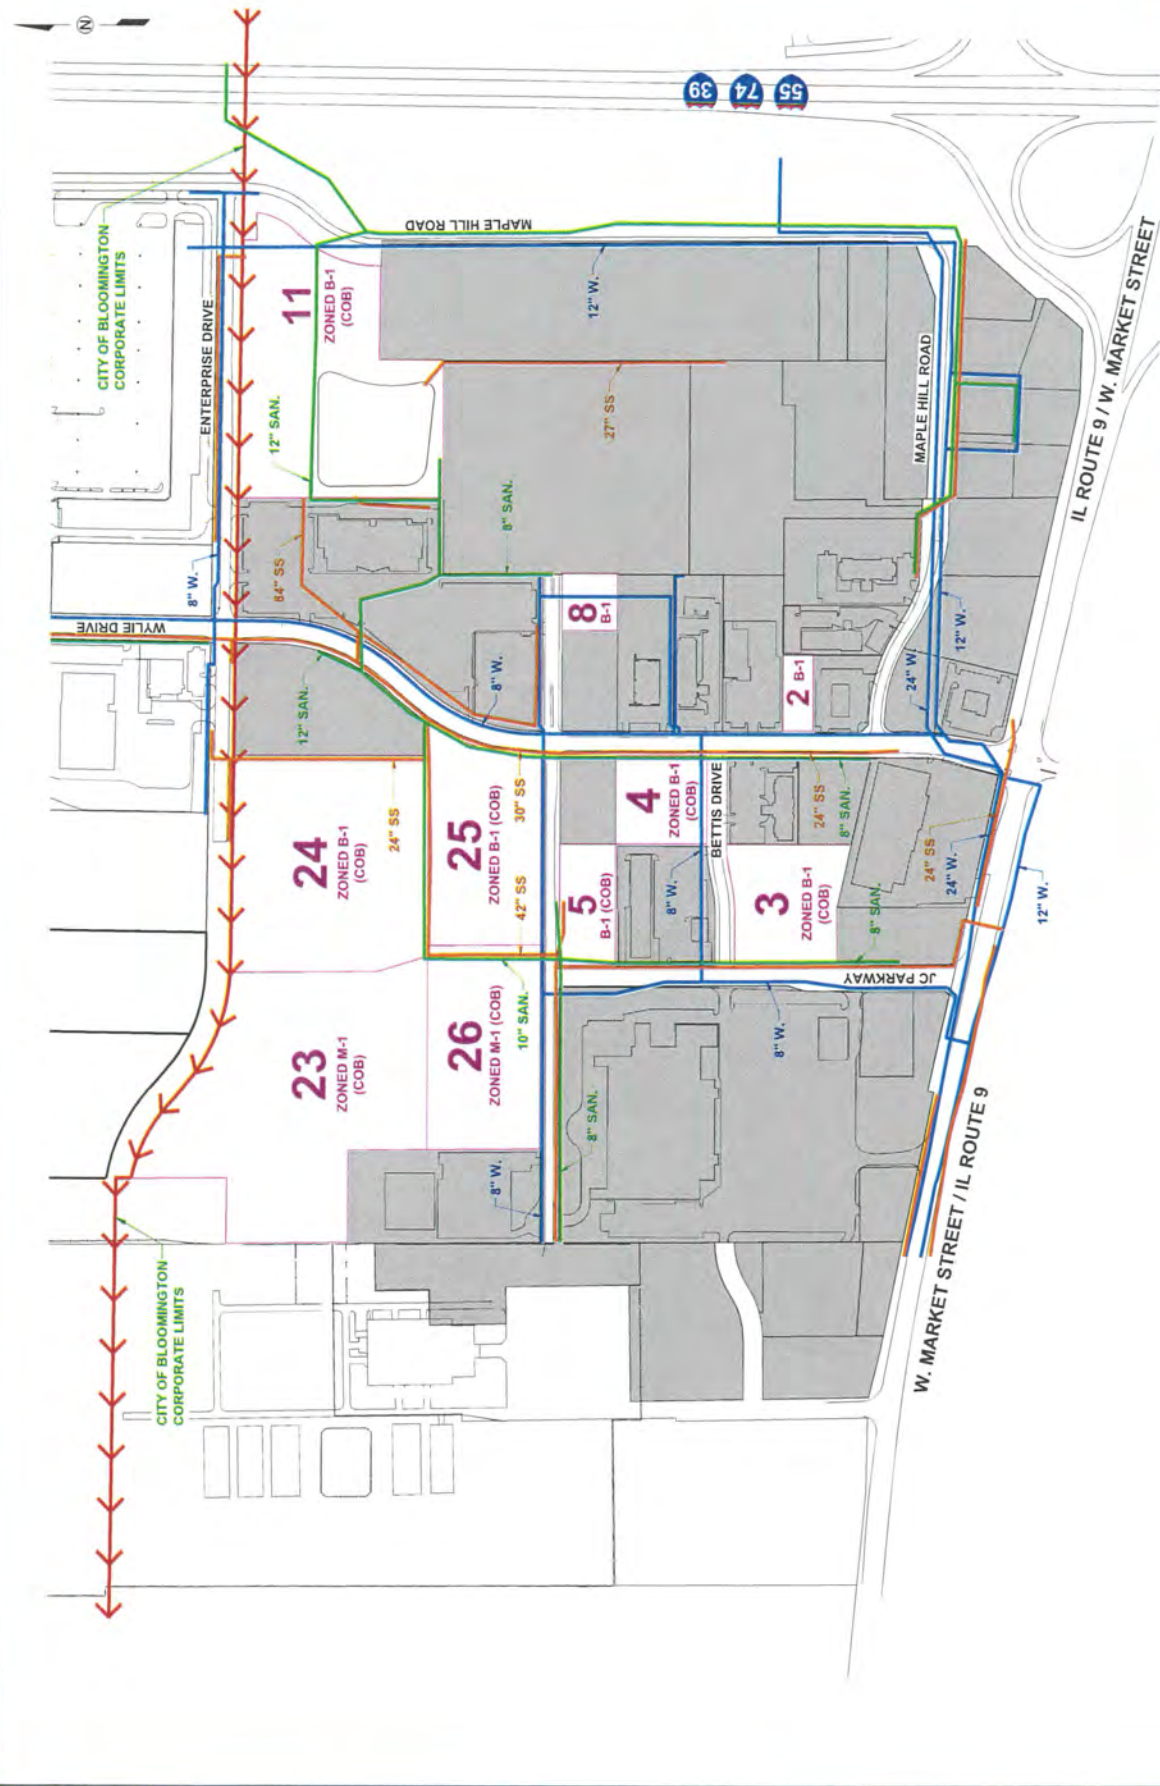 N
55
74
39
CITY OF BLOOMINGTON
CORPORATE LIMITS
ENTERPRISE DRIVE
MAPLE HILL ROAD
11
ZONED B-1
(COB)
12" W.
12" SAN.
27" SS
MAPLE HILL ROAD
IL ROUTE 9 / W. MARKET STREET
8" SAN.
84" SS
8" W.
WYLIE DRIVE
8
B-1
12" W.
24" W.
8" W.
2 B-1
12" SAN.
24" SS
30" SS
BETTIS DRIVE
24" SS
8" SAN.
24
ZONED B-1
(COB)
25
ZONED B-1 (COB)
4
ZONED B-1
(COB)
42" SS
5
B-1 (COB)
8" W.
3
ZONED B-1
(COB)
8" SAN.
24" SS
24" W.
12" W.
JC PARKWAY
10" SAN.
23
ZONED M-1
(COB)
26
ZONED M-1 (COB)
8" W.
8" SAN.
8" W.
W. MARKET STREET / IL ROUTE 9
CITY OF BLOOMINGTON
CORPORATE LIMITS